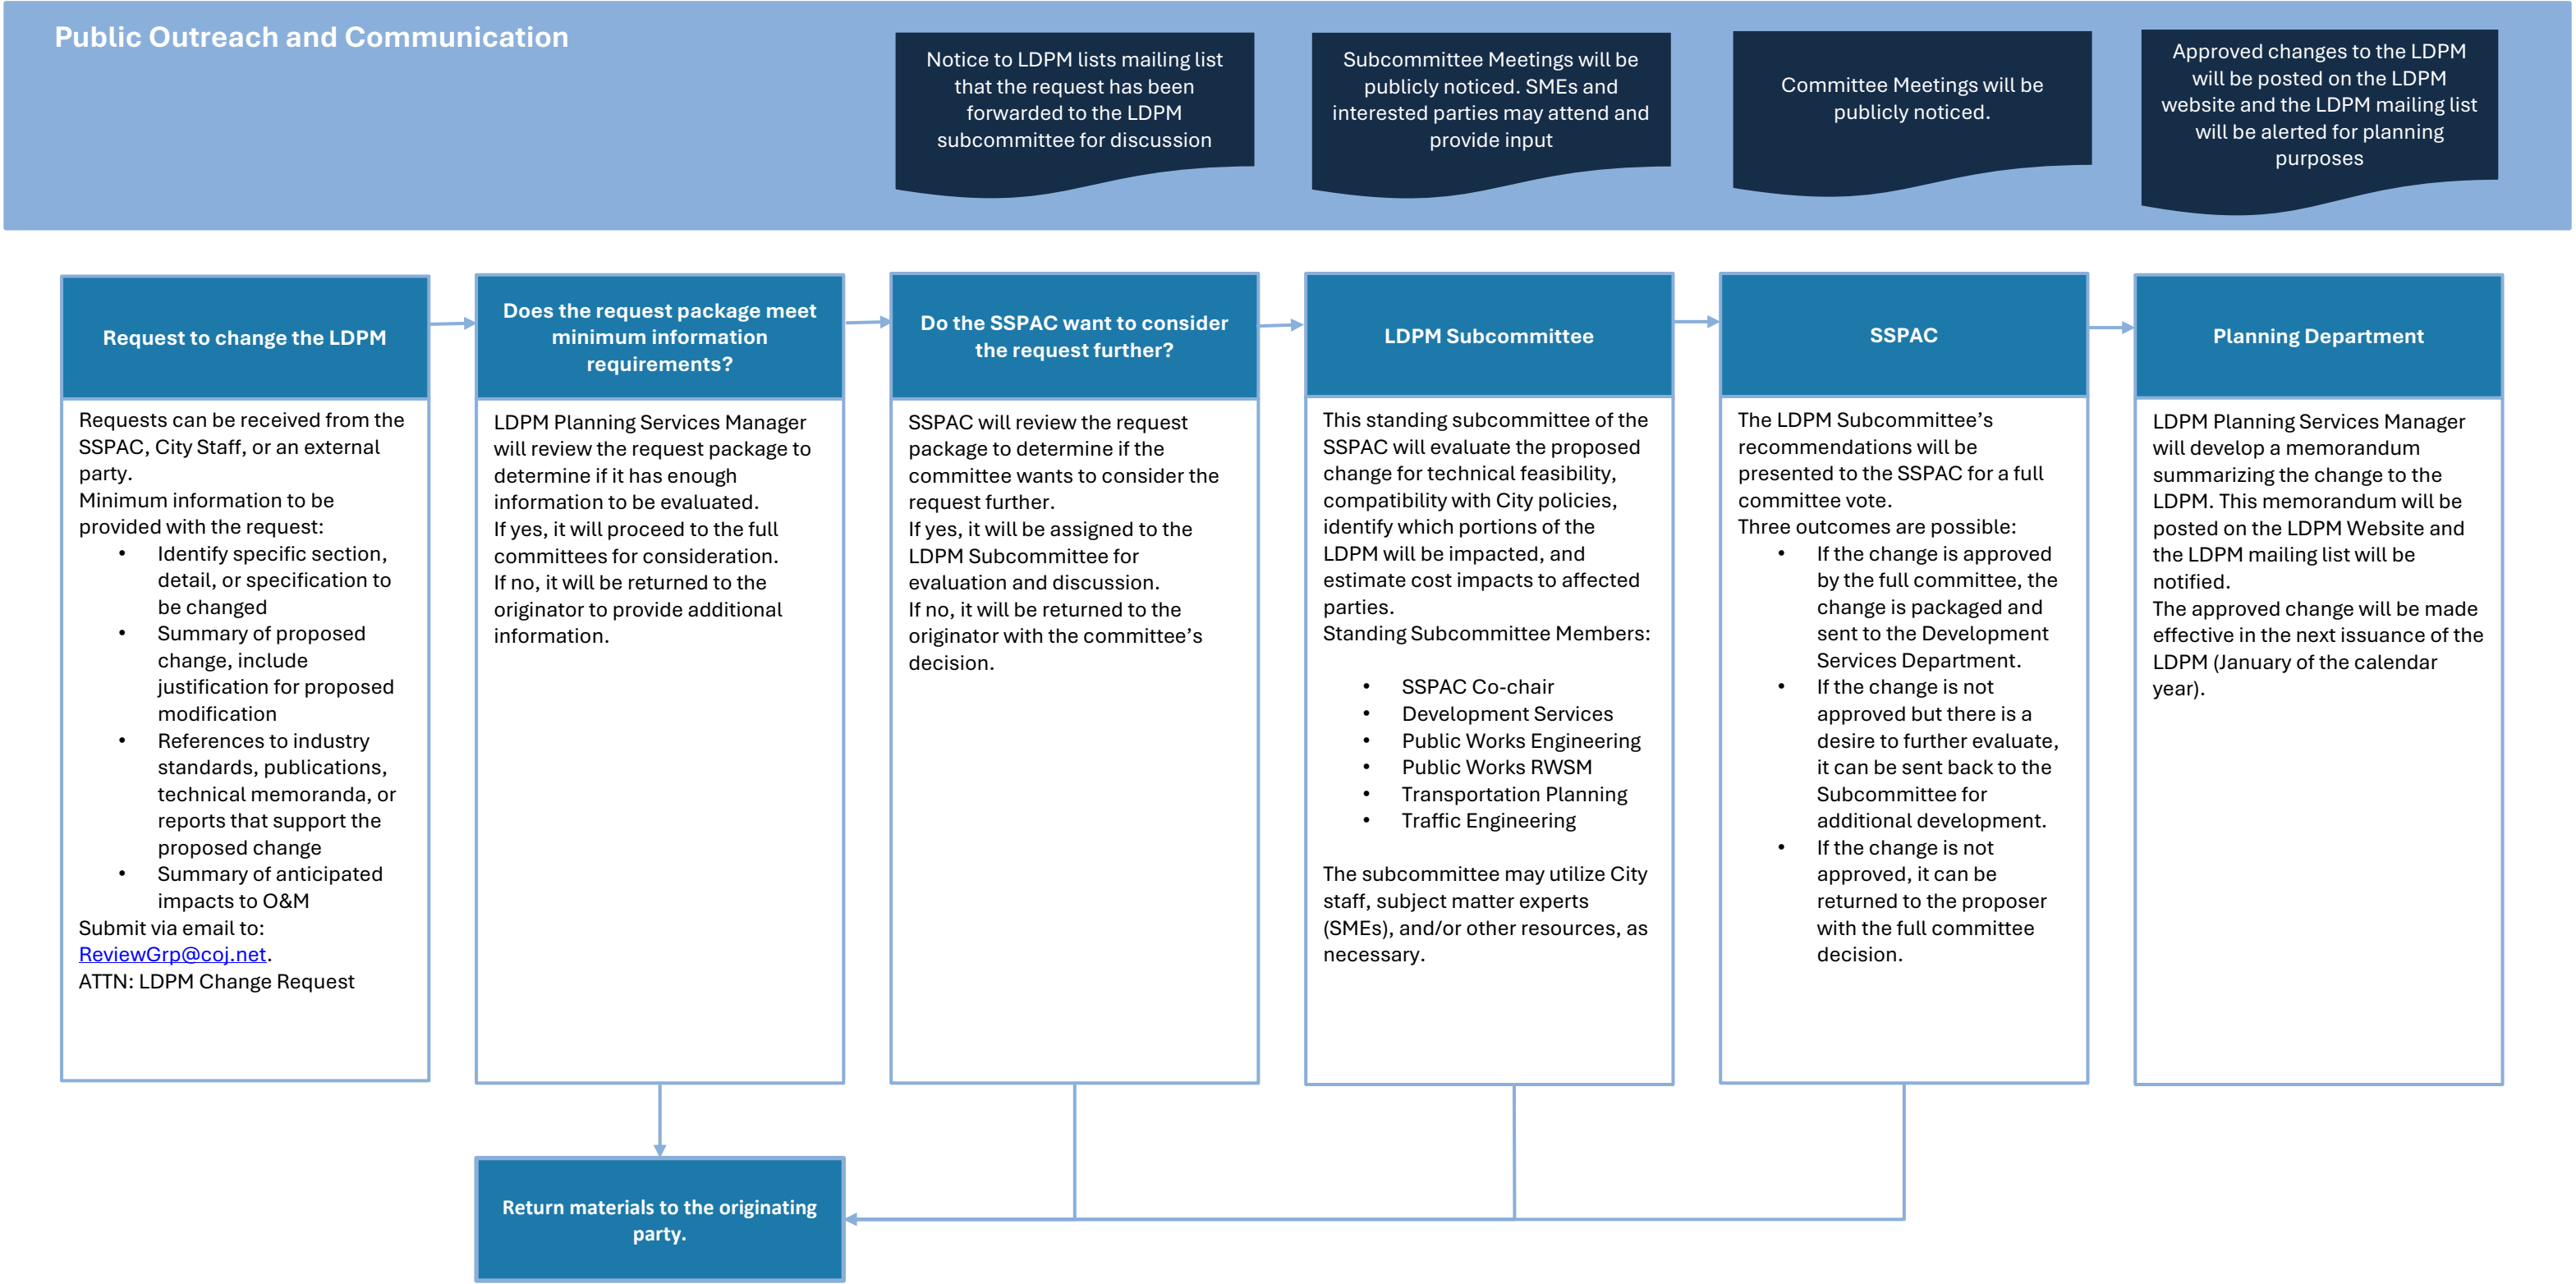 Public Outreach and Communication
Notice to LDPM lists mailing list
that the request has been
forwarded to the LDPM
subcommittee for discussion
Subcommittee Meetings will be
publicly noticed. SMEs and
interested parties may attend and
provide input
Committee Meetings will be
publicly noticed.
Approved changes to the LDPM
will be posted on the LDPM
website and the LDPM mailing list
will be alerted for planning
purposes
Request to change the LDPM
Requests can be received from the
SSPAC, City Staff, or an external
party.
Minimum information to be
provided with the request:
• Identify specific section,
detail, or specification to
be changed
• Summary of proposed
change, include
justification for proposed
modification
• References to industry
standards, publications,
technical memoranda, or
reports that support the
proposed change
• Summary of anticipated
impacts to O&M
Submit via email to:
ReviewGrp@coj.net.
ATTN: LDPM Change Request
Does the request package meet
minimum information
requirements?
LDPM Planning Services Manager
will review the request package to
determine if it has enough
information to be evaluated.
If yes, it will proceed to the full
committees for consideration.
If no, it will be returned to the
originator to provide additional
information.
Do the SSPAC want to consider
the request further?
SSPAC will review the request
package to determine if the
committee wants to consider the
request further.
If yes, it will be assigned to the
LDPM Subcommittee for
evaluation and discussion.
If no, it will be returned to the
originator with the committee’s
decision.
LDPM Subcommittee
This standing subcommittee of the
SSPAC will evaluate the proposed
change for technical feasibility,
compatibility with City policies,
identify which portions of the
LDPM will be impacted, and
estimate cost impacts to affected
parties.
Standing Subcommittee Members:
• SSPAC Co-chair
• Development Services
• Public Works Engineering
• Public Works RWSM
• Transportation Planning
• Traffic Engineering
The subcommittee may utilize City
staff, subject matter experts
(SMEs), and/or other resources, as
necessary.
SSPAC
The LDPM Subcommittee’s
recommendations will be
presented to the SSPAC for a full
committee vote.
Three outcomes are possible:
• If the change is approved
by the full committee, the
change is packaged and
sent to the Development
Services Department.
• If the change is not
approved but there is a
desire to further evaluate,
it can be sent back to the
Subcommittee for
additional development.
• If the change is not
approved, it can be
returned to the proposer
with the full committee
decision.
Planning Department
LDPM Planning Services Manager
will develop a memorandum
summarizing the change to the
LDPM. This memorandum will be
posted on the LDPM Website and
the LDPM mailing list will be
notified.
The approved change will be made
effective in the next issuance of the
LDPM (January of the calendar
year).
Return materials to the originating
party.